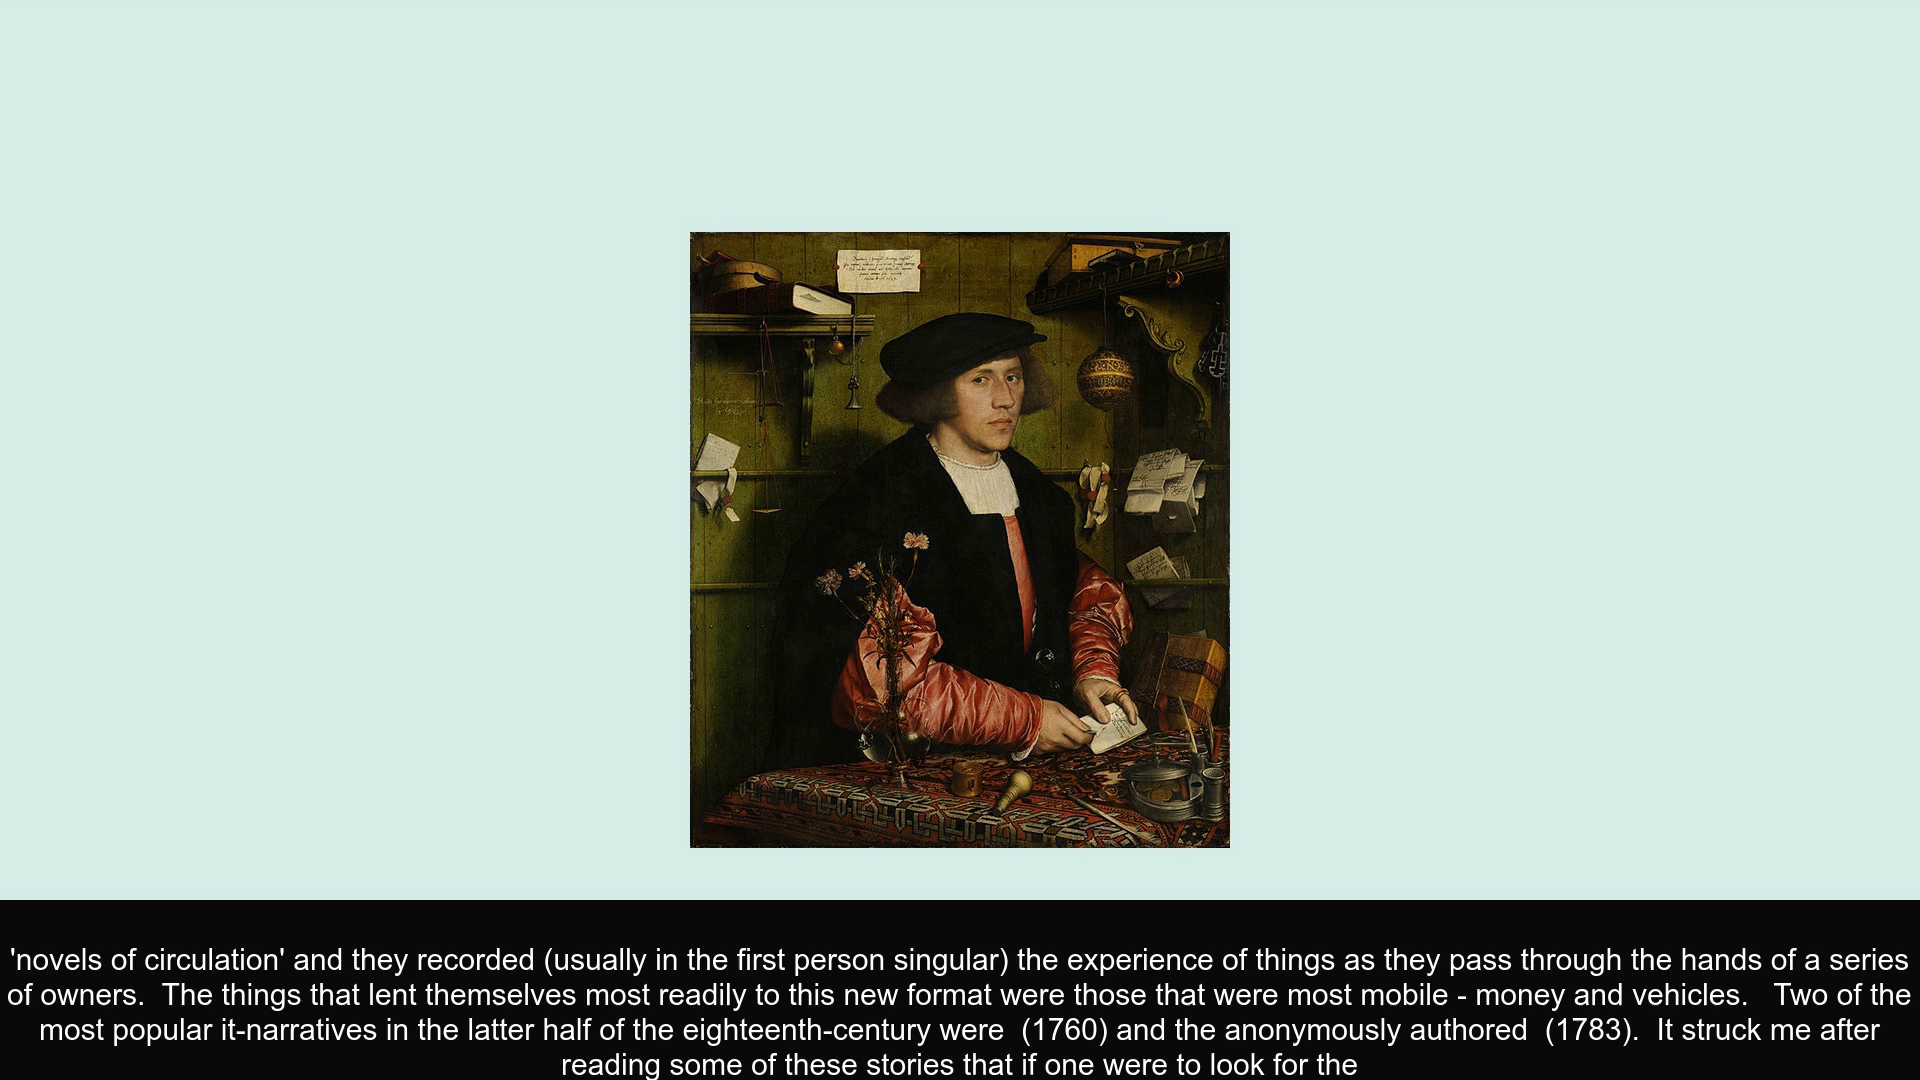 'novels of circulation' and they recorded (usually in the first person singular) the experience of things as they pass through the hands of a series
of owners.  The things that lent themselves most readily to this new format were those that were most mobile - money and vehicles.   Two of the
most popular it-narratives in the latter half of the eighteenth-century were  (1760) and the anonymously authored  (1783).  It struck me after
reading some of these stories that if one were to look for the